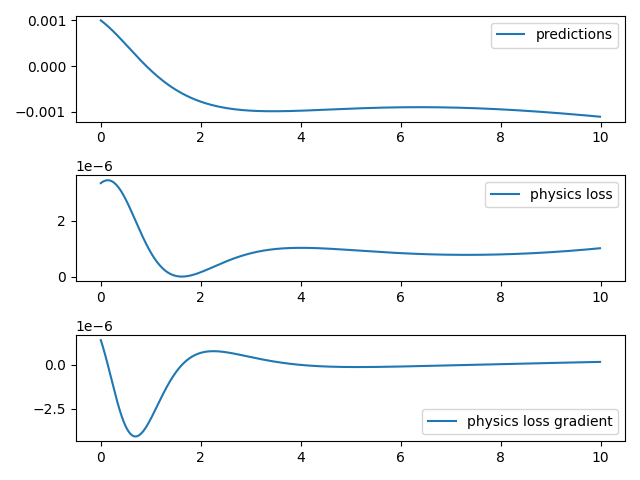 0.001
predictions
0.000
−0.001
0 2 4 6 8 10
1e−6
physics loss
2
0
0 2 4 6 8 10
1e−6
0.0
−2.5
physics loss gradient
0 2 4 6 8 10